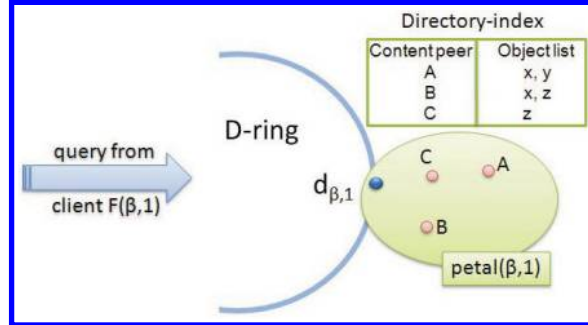 Directory-index
Content peer Object list
A x, y
B x, z
C z
D-ring
query from
client F(β,1)
dβ,1
C
A
B
petal(β,1)